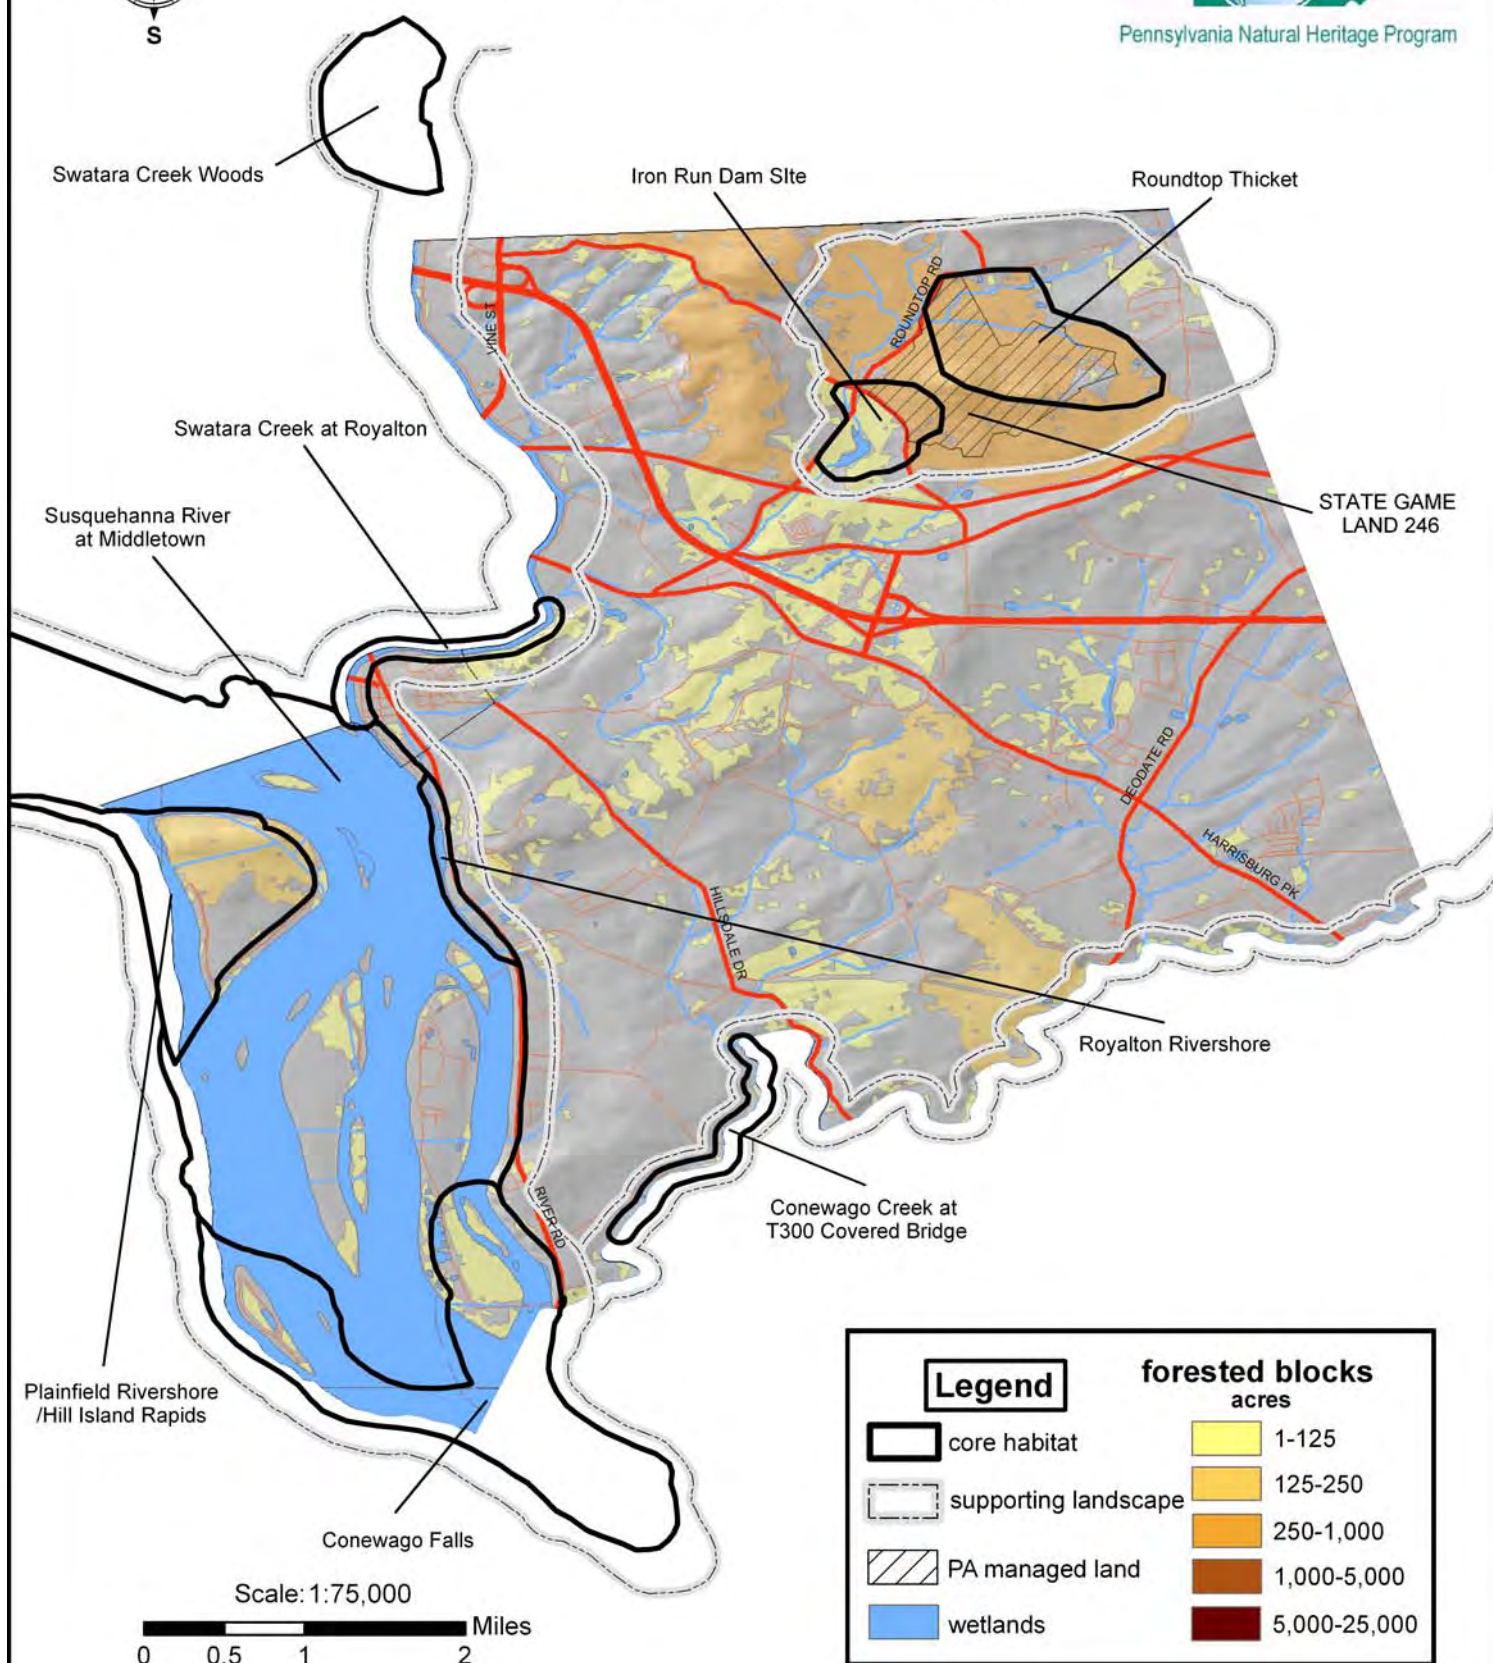 S
Pennsylvania Natural Heritage Program
Swatara Creek Woods
Iron Run Dam SIte
Roundtop Thicket
ROUNDTOP RD
VINE ST
Swatara Creek at Royalton
STATE GAME
LAND 246
Susquehanna River
at Middletown
DEODATE RD
HARRISBURG PK
HILLSDALE DR
Royalton Rivershore
Conewago Creek at
T300 Covered Bridge
RIVER RD
Plainfield Rivershore
/Hill Island Rapids
Conewago Falls
Scale: 1:75,000
Miles
0 0.5 1 2
Legend
core habitat
supporting landscape
PA managed land
wetlands
forested blocks
acres
1-125
125-250
250-1,000
1,000-5,000
5,000-25,000